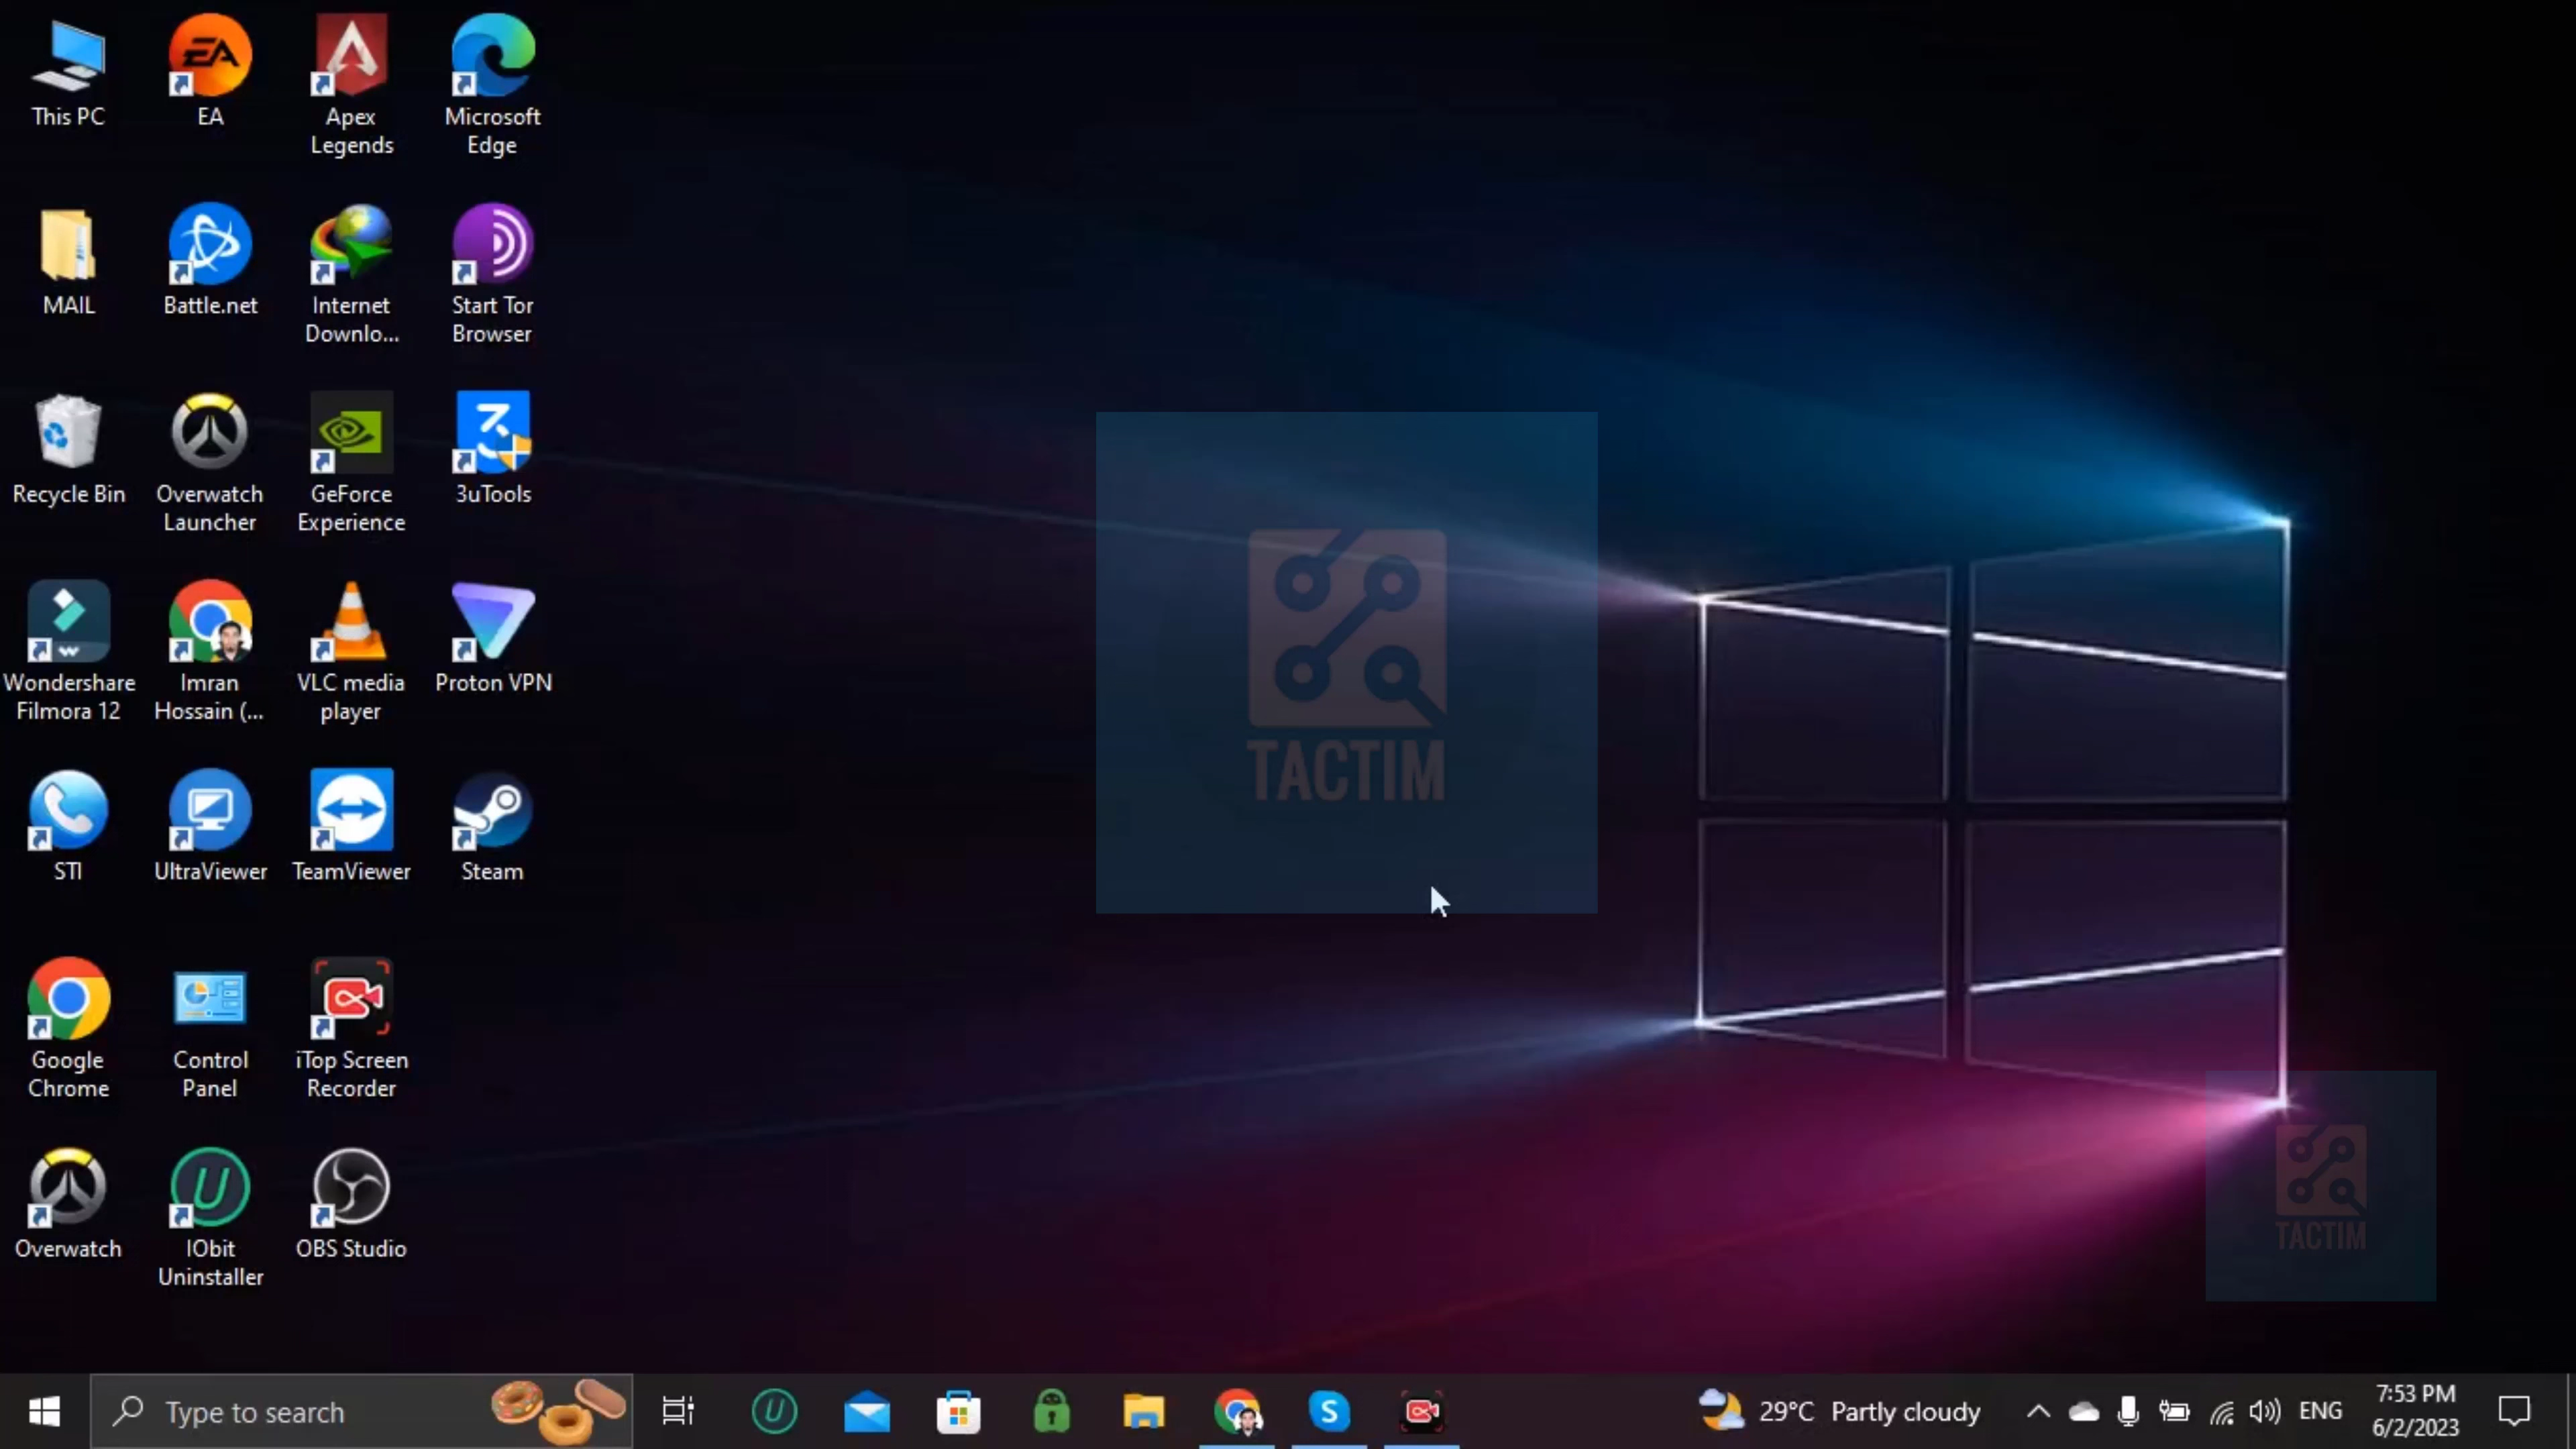 This PC
EA
Apex
Legends
Microsoft
Edge
MAIL
Battle.net
Internet
Downlo...
Start Tor
Browser
Recycle Bin
Overwatch
Launcher
GeForce
Experience
3uTools
Wondershare
Filmora 12
Imran
Hossain (...
VLC media
player
Proton VPN
STI
UltraViewer
TeamViewer
Steam
Google
Chrome
Control
Panel
iTop Screen
Recorder
Overwatch
IObit
Uninstaller
OBS Studio
TACTIM
TACTIM
Type to search
29°C Partly cloudy
ENG
7:53 PM
6/2/2023